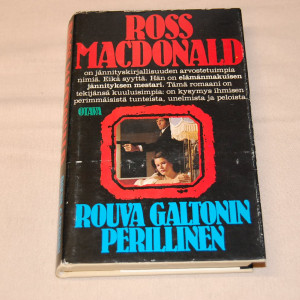 ROSS
MACDONALD
on jännityskirjallisuuden arvostetuimpia
nimiä. Eikä syyttä. Hän on elämänmakuisen
jännityksen mestari. Tämä romaani on
tekijänsä kuuluisimpia: on kysymys ihmisen
perimmäisistä tunteista, unelmista ja peloista.
OTAVA
ROUVA GALTONIN
PERILLINEN